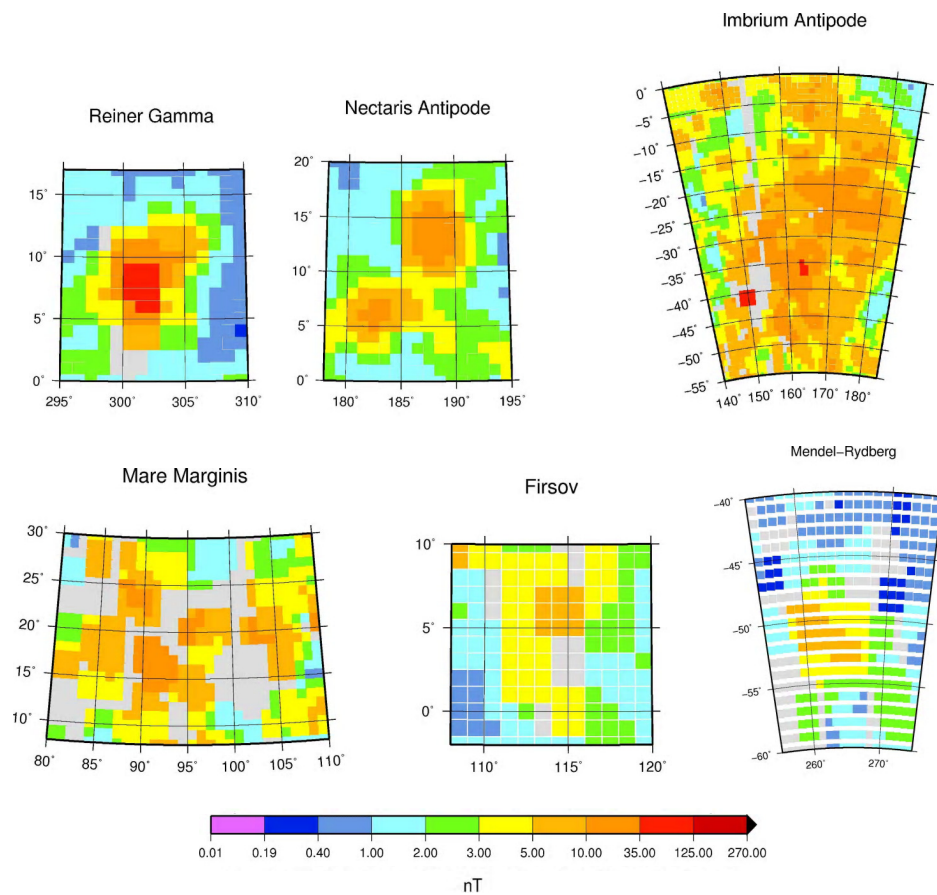 Imbrium Antipode
Reiner Gamma
Nectaris Antipode
15˚
10˚
5˚
0˚
295˚ 300˚ 305˚ 310˚
20˚
15˚
10˚
5˚
0˚
180˚ 185˚ 190˚ 195˚
0˚
−5˚
−10˚
−15˚
−20˚
−25˚
−30˚
−35˚
−40˚
−45˚
−50˚
−55˚
140˚ 150˚ 160˚ 170˚ 180˚
Mare Marginis
Firsov
Mendel−Rydberg
30˚
25˚
20˚
15˚
10˚
80˚ 85˚ 90˚ 95˚ 100˚ 105˚ 110˚
10˚
5˚
0˚
110˚ 115˚ 120˚
−40˚
−45˚
−50˚
−55˚
−60˚
260˚ 270˚
0.01 0.19 0.40 1.00 2.00 3.00 5.00 10.00 35.00 125.00 270.00
nT